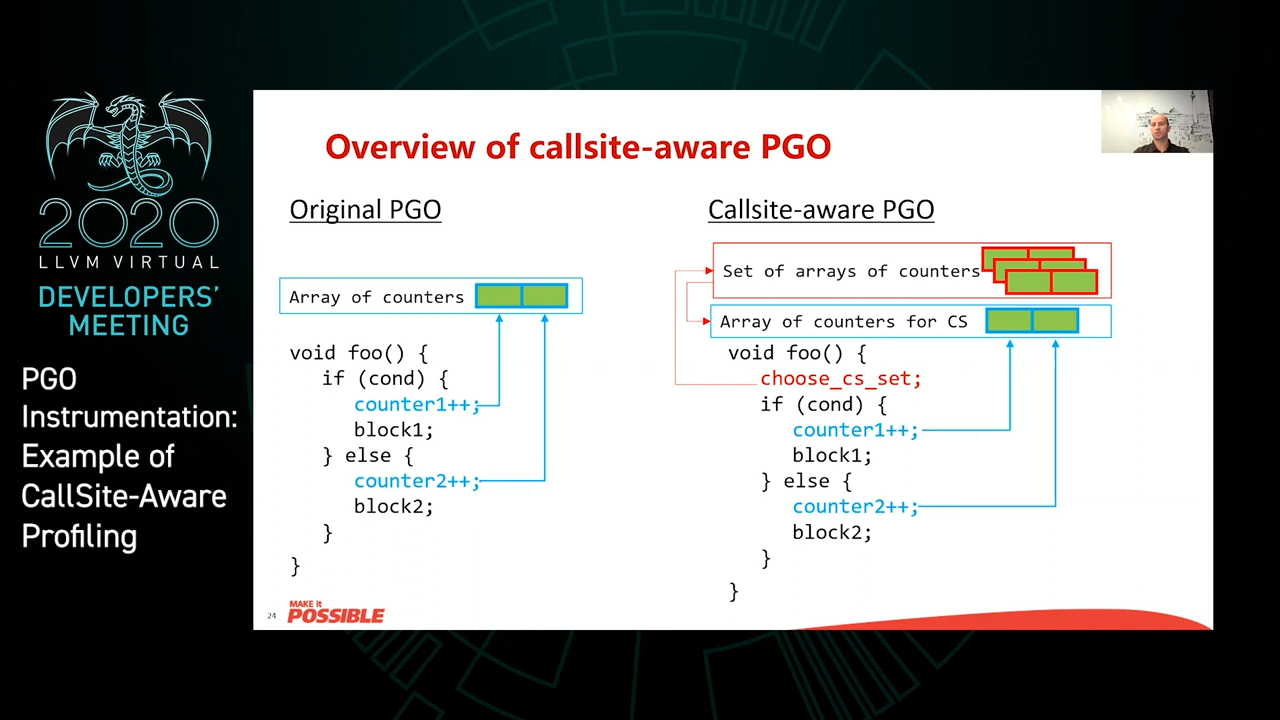 2020
LLVM VIRTUAL
DEVELOPERS'
MEETING
PGO
Instrumentation:
Example of
CallSite-Aware
Profiling
Overview of callsite-aware PGO
Original PGO
Array of counters
void foo() {
if (cond) {
counter1++;
block1;
} else {
counter2++;
block2;
}
}
Callsite-aware PGO
Set of arrays of counters
Array of counters for CS
void foo() {
choose_cs_set;
if (cond) {
counter1++;
block1;
} else {
counter2++;
block2;
}
}
24
MAKE it
POSSIBLE